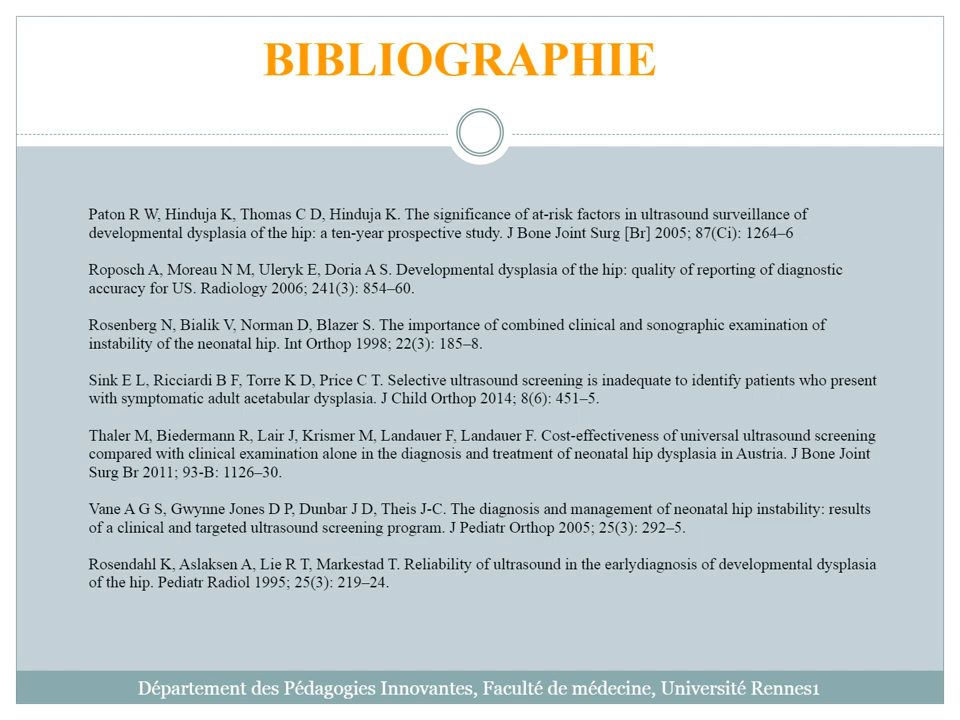 BIBLIOGRAPHIE
Paton R W, Hinduja K, Thomas C D, Hinduja K. The significance of at-risk factors in ultrasound surveillance of
developmental dysplasia of the hip: a ten-year prospective study. J Bone Joint Surg [Br] 2005; 87(Ci): 1264–6
Roposch A, Moreau N M, Uleryk E, Doria A S. Developmental dysplasia of the hip: quality of reporting of diagnostic
accuracy for US. Radiology 2006; 241(3): 854–60.
Rosenberg N, Bialik V, Norman D, Blazer S. The importance of combined clinical and sonographic examination of
instability of the neonatal hip. Int Orthop 1998; 22(3): 185–8.
Sink E L, Ricciardi B F, Torre K D, Price C T. Selective ultrasound screening is inadequate to identify patients who present
with symptomatic adult acetabular dysplasia. J Child Orthop 2014; 8(6): 451–5.
Thaler M, Biedermann R, Lair J, Krismer M, Landauer F, Landauer F. Cost-effectiveness of universal ultrasound screening
compared with clinical examination alone in the diagnosis and treatment of neonatal hip dysplasia in Austria. J Bone Joint
Surg Br 2011; 93-B: 1126–30.
Vane A G S, Gwynne Jones D P, Dunbar J D, Theis J-C. The diagnosis and management of neonatal hip instability: results
of a clinical and targeted ultrasound screening program. J Pediatr Orthop 2005; 25(3): 292–5.
Rosendahl K, Aslaksen A, Lie R T, Markestad T. Reliability of ultrasound in the earlydiagnosis of developmental dysplasia
of the hip. Pediatr Radiol 1995; 25(3): 219–24.
Département des Pédagogies Innovantes, Faculté de médecine, Université Rennes1